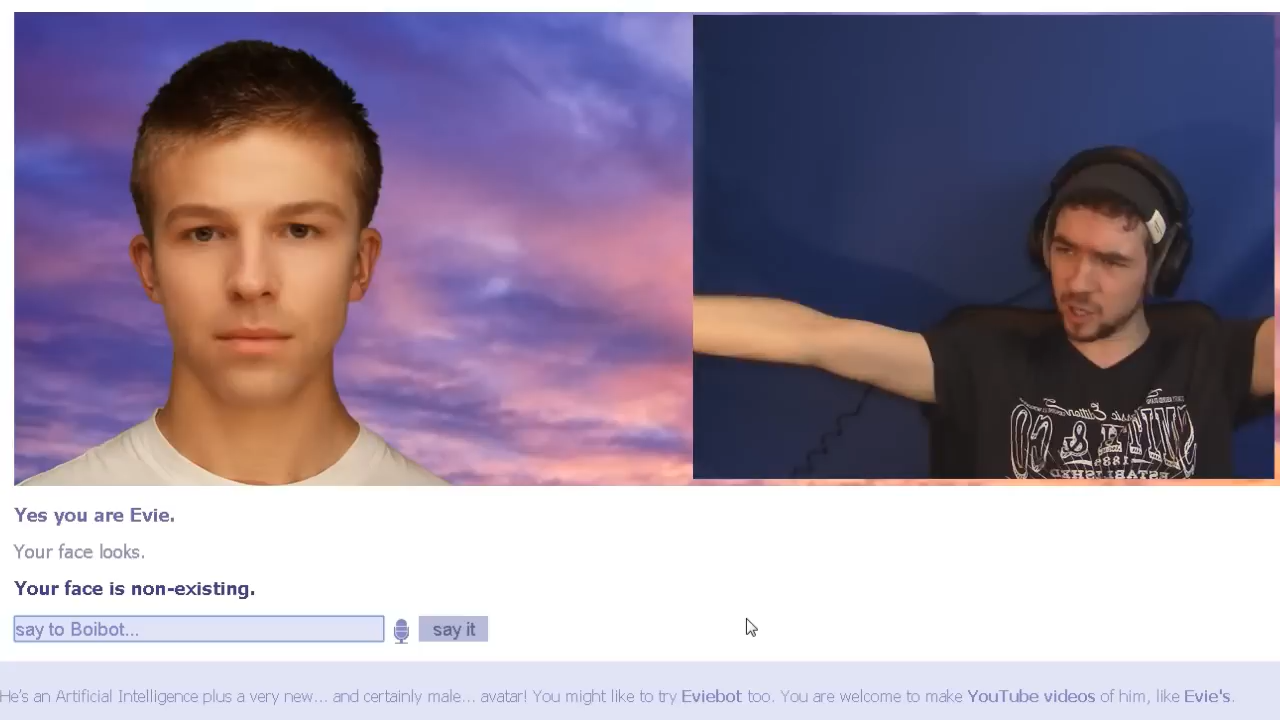 Yes you are Evie.
Your face looks.
Your face is non-existing.
say to Boibot...
say it
He's an Artificial Intelligence plus a very new... and certainly male... avatar! You might like to try Eviebot too. You are welcome to make YouTube videos of him, like Evie's.